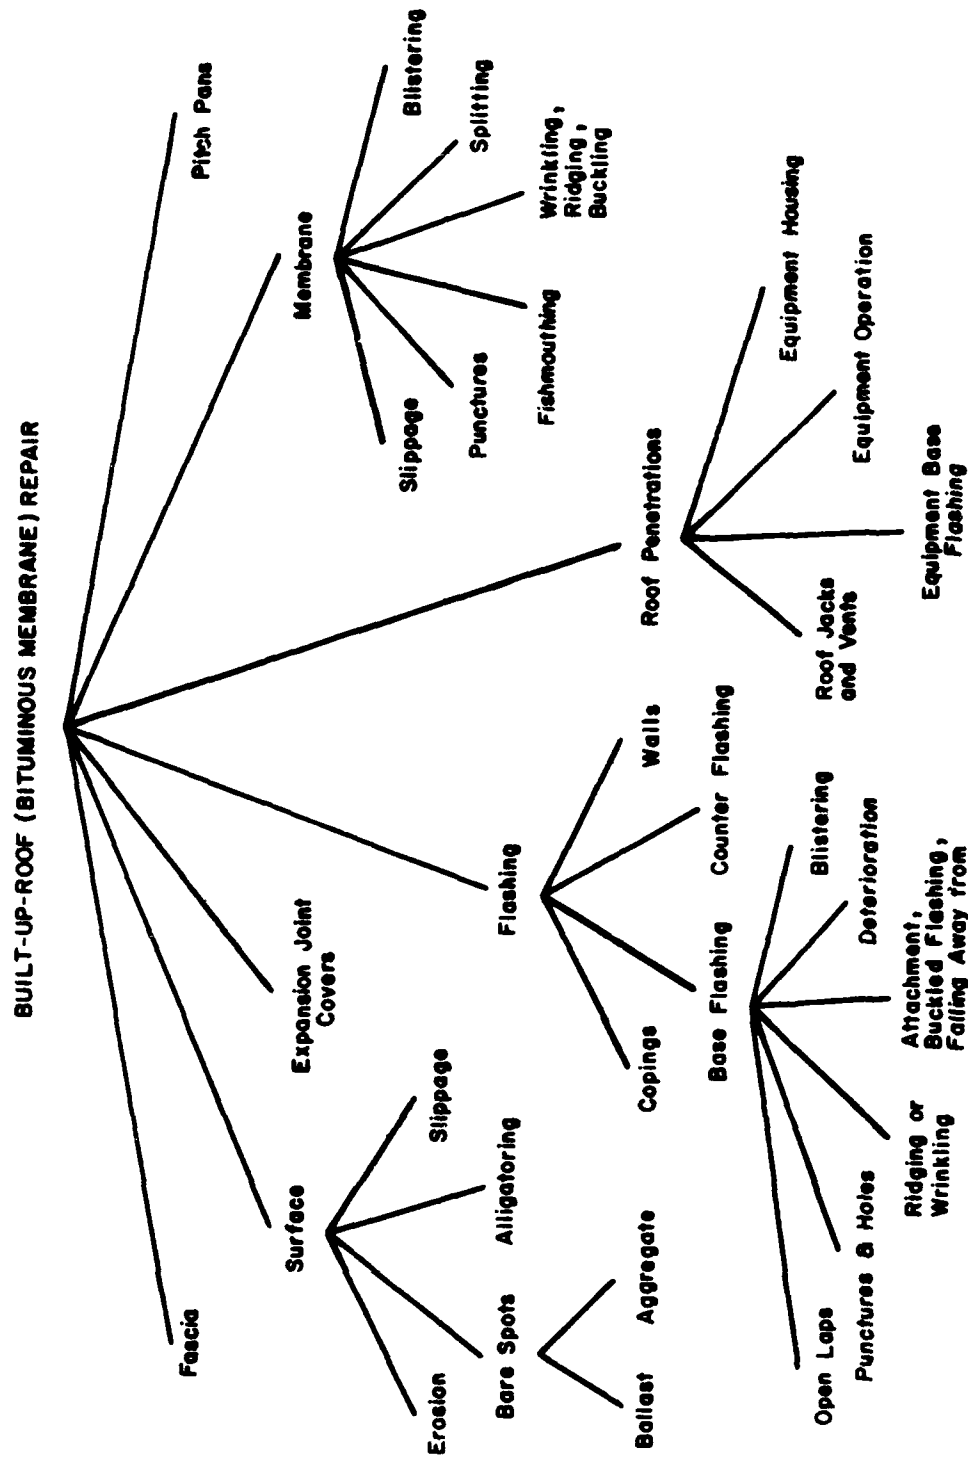 BUILT-UP-ROOF (BITUMINOUS MEMBRANE) REPAIR
Fascia
Surface
Erosion
Bare Spots
Ballast
Aggregate
Alligatoring
Slippage
Expansion Joint
Covers
Flashing
Copings
Base Flashing
Open Laps
Punctures & Holes
Ridging or
Wrinkling
Attachment,
Buckled Flashing,
Falling Away from
Deterioration
Blistering
Counter Flashing
Walls
Roof Penetrations
Roof Jacks
and Vents
Equipment Base
Flashing
Equipment Operation
Equipment Housing
Membrane
Slippage
Punctures
Fishmouthing
Wrinkling,
Ridging,
Buckling
Splitting
Blistering
Pitch Pans